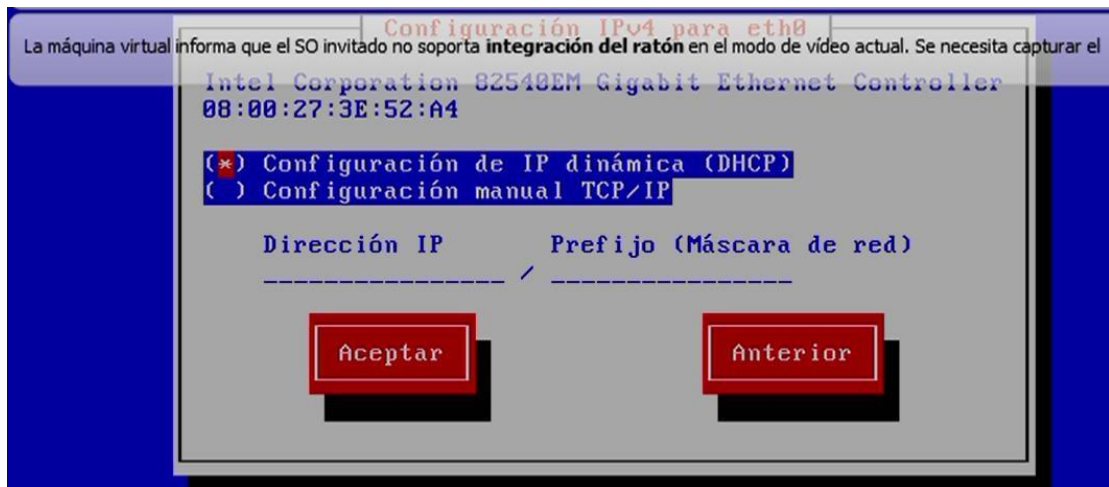 Configuración IPv4 para eth0
La máquina virtual informa que el SO invitado no soporta integración del ratón en el modo de vídeo actual. Se necesita capturar el
Intel Corporation 82540EM Gigabit Ethernet Controller
08:00:27:3E:52:A4
(*) Configuración de IP dinámica (DHCP)
( ) Configuración manual TCP/IP
Dirección IP Prefijo (Máscara de red)
________________ / ________________
Aceptar Anterior